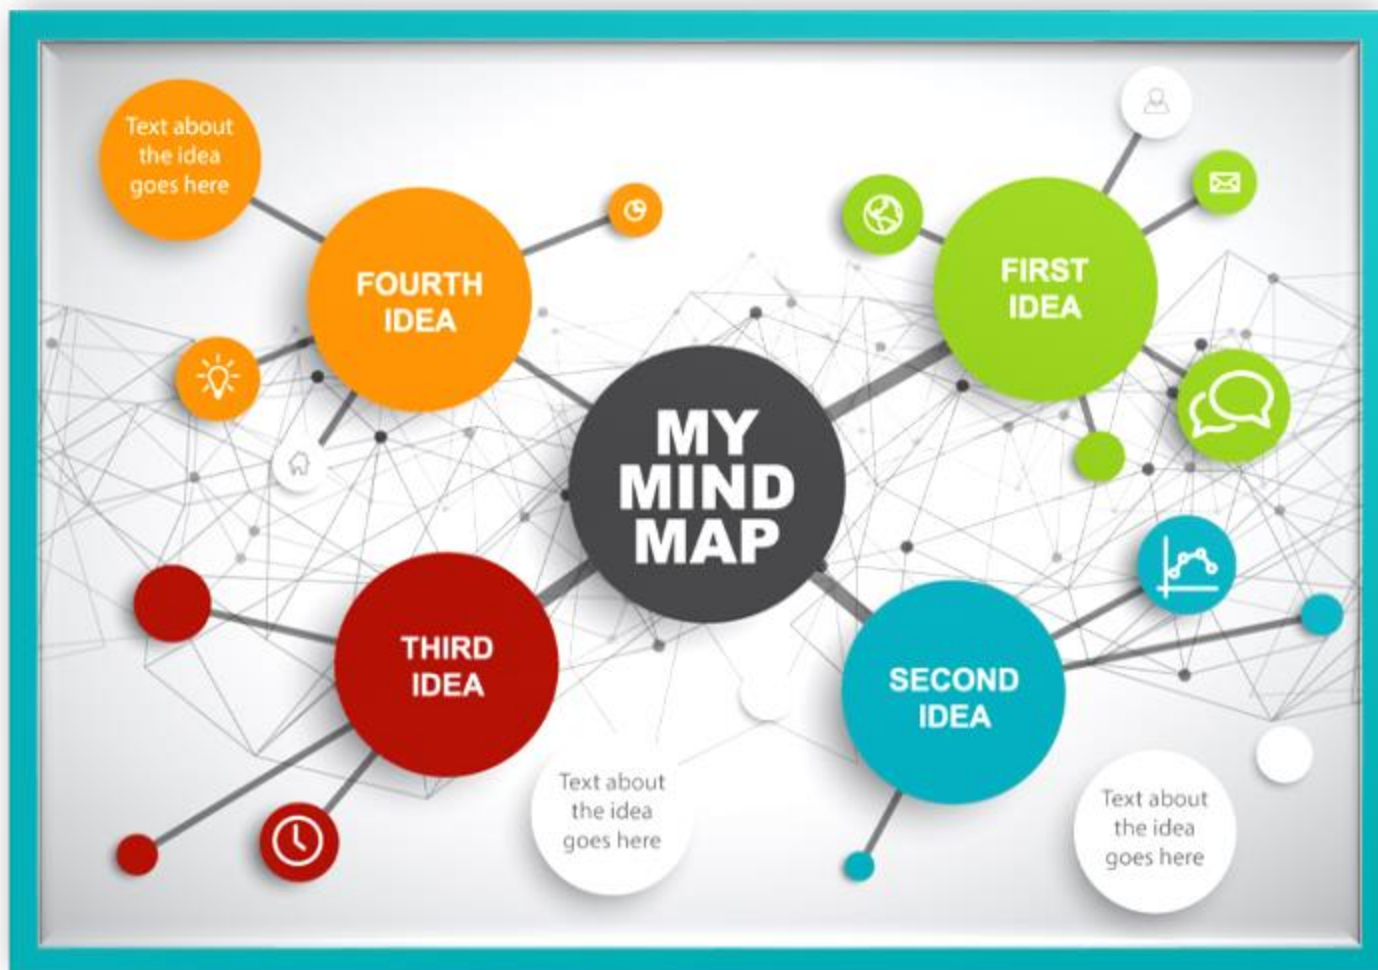 Text about
the idea
goes here
FOURTH
IDEA
FIRST
IDEA
MY
MIND
MAP
THIRD
IDEA
SECOND
IDEA
Text about
the idea
goes here
Text about
the idea
goes here